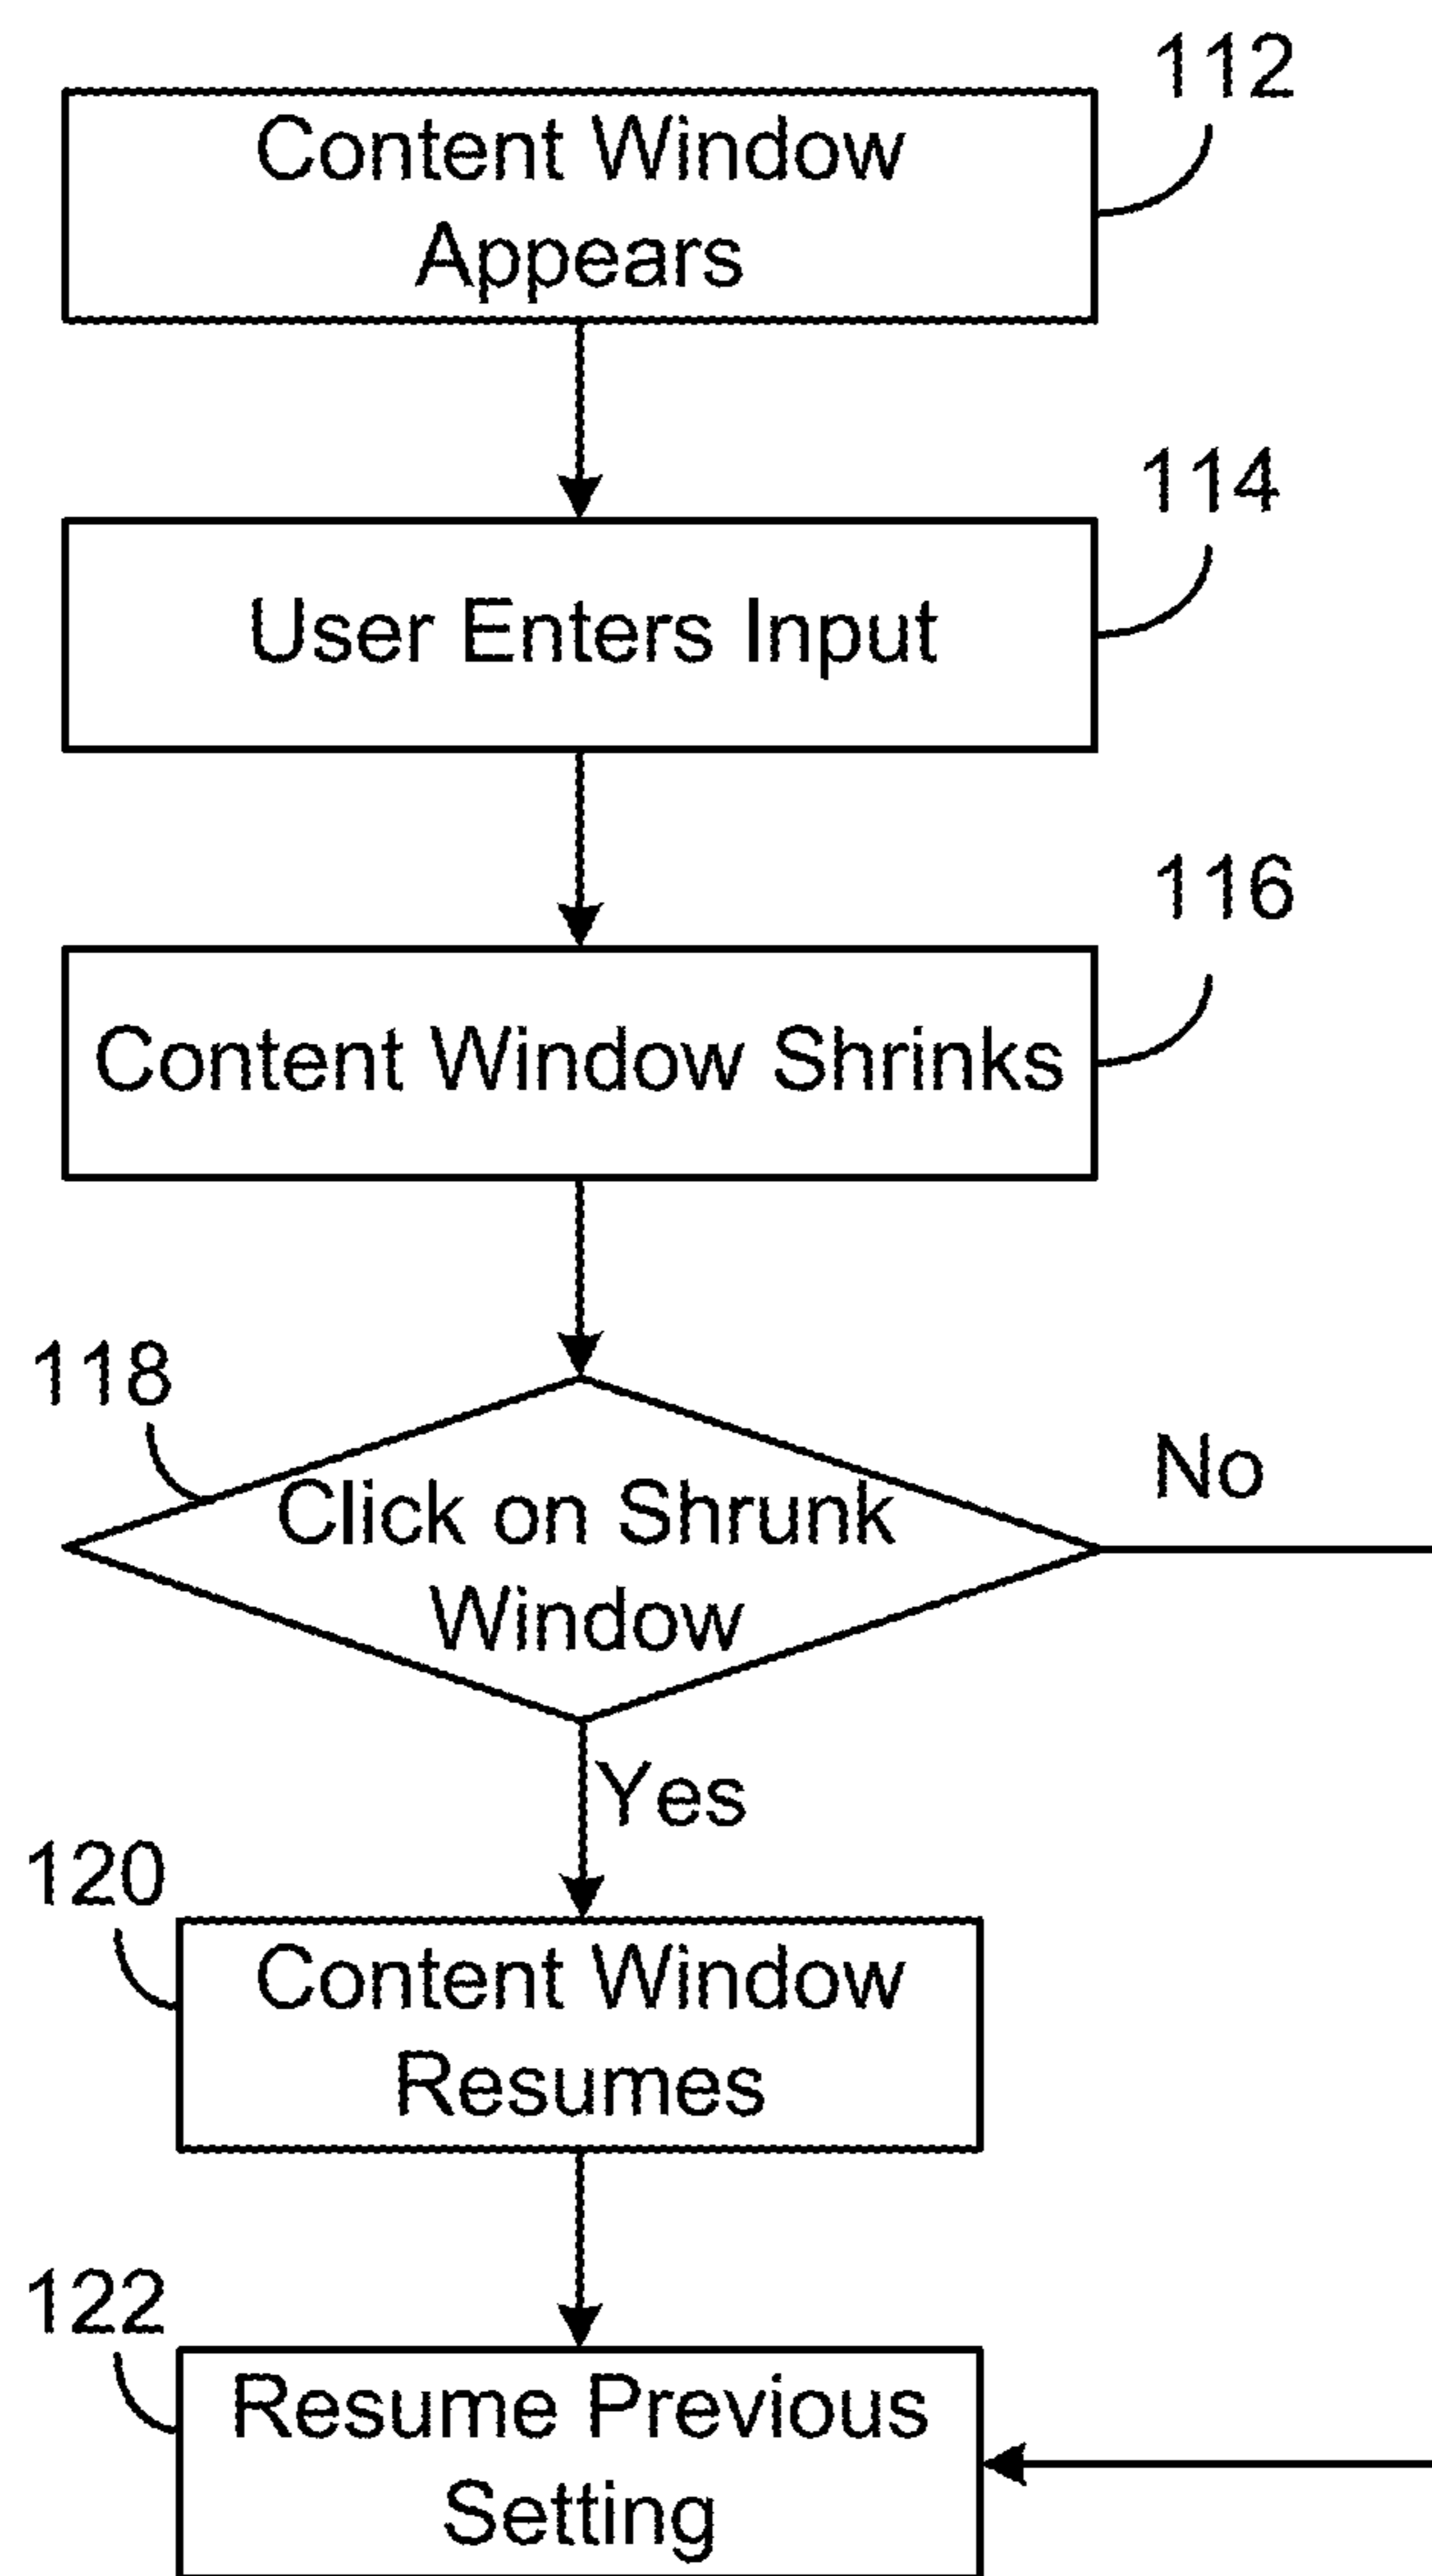 112
Content Window
Appears
114
User Enters Input
116
Content Window Shrinks
118
Click on Shrunk
Window
No
Yes
120
Content Window
Resumes
122
Resume Previous
Setting